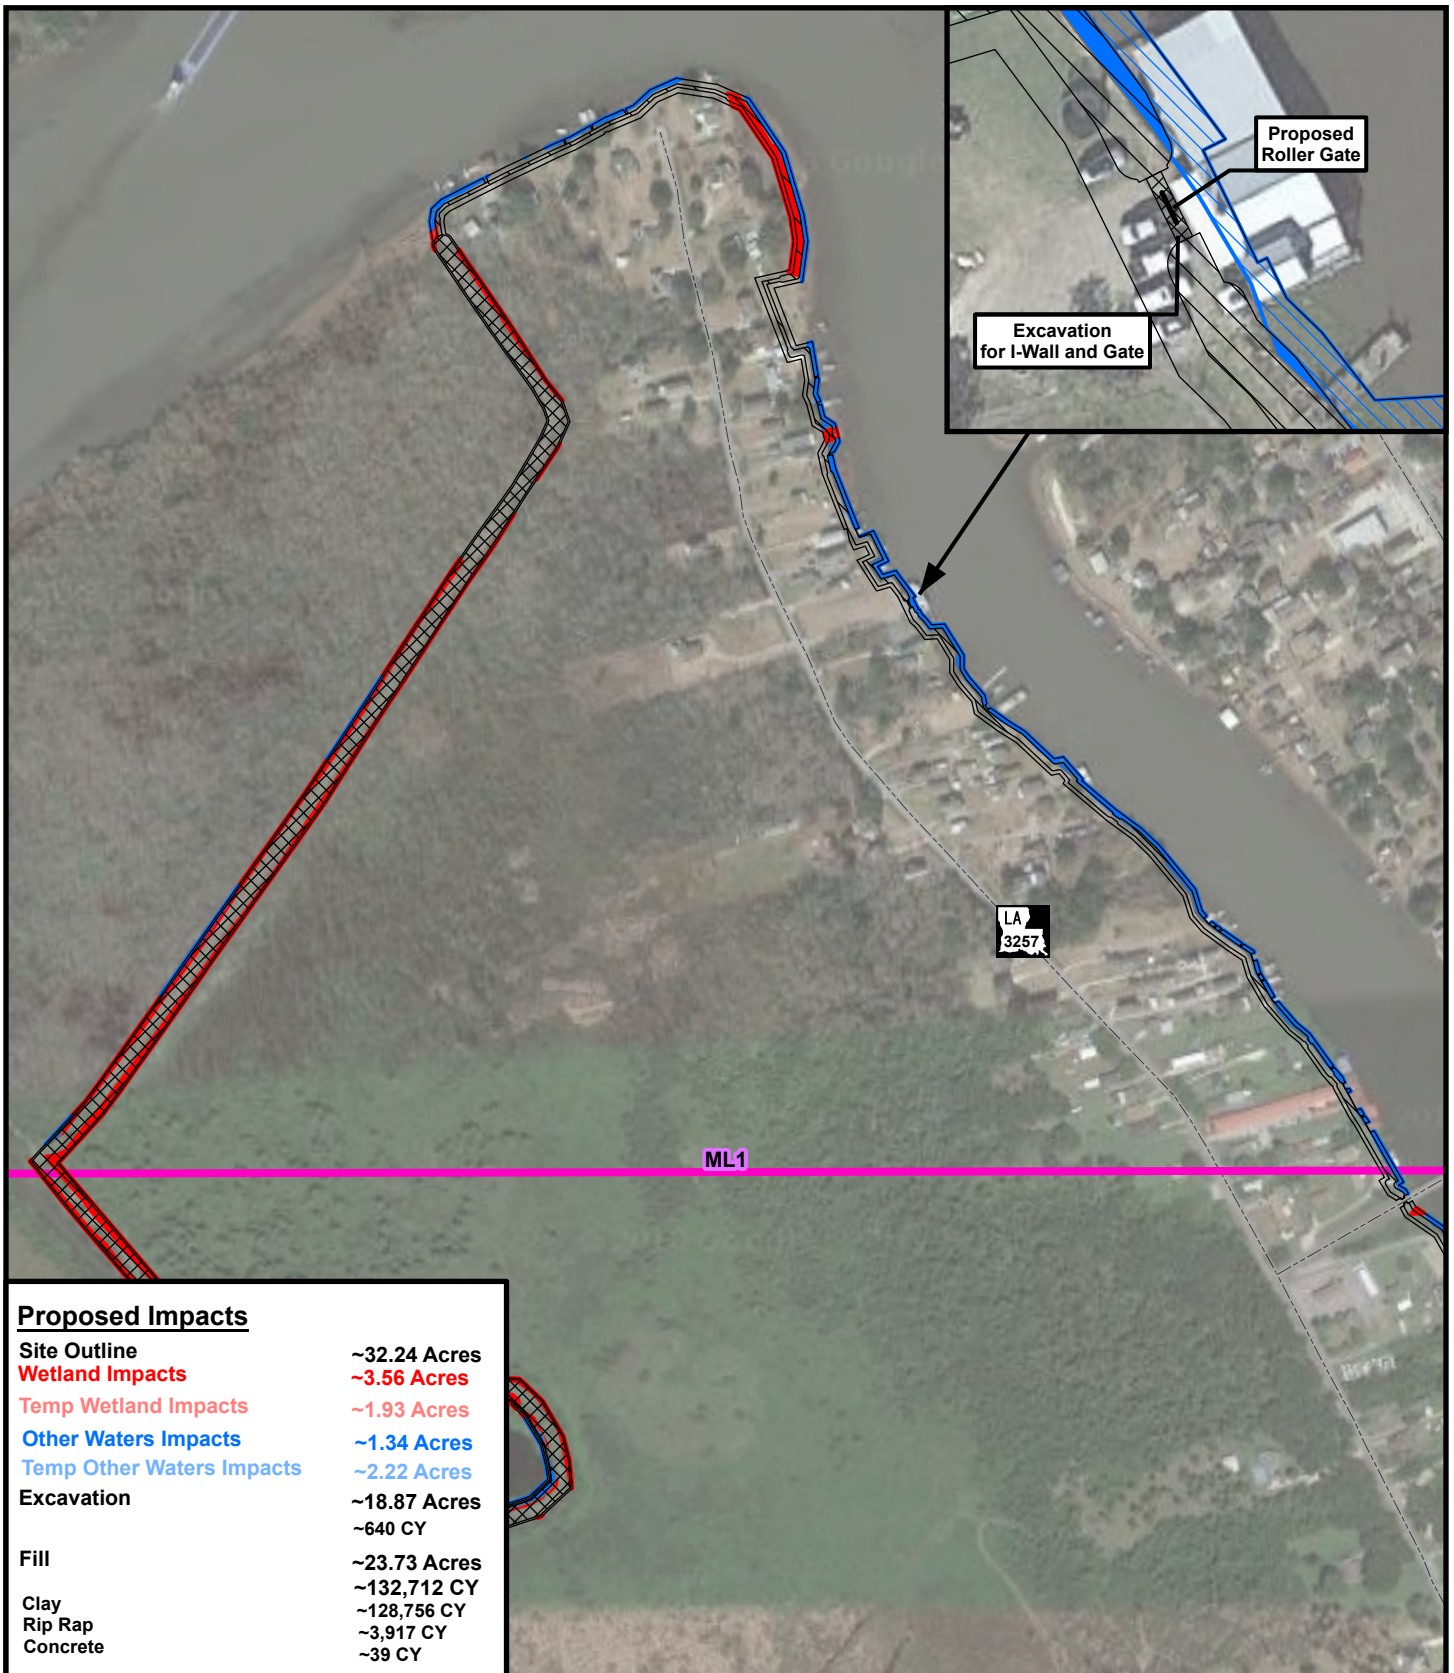 Proposed
Roller Gate
Excavation
for I-Wall and Gate
Google
LA
3257
ML1
Proposed Impacts
Site Outline ~32.24 Acres
Wetland Impacts ~3.56 Acres
Temp Wetland Impacts ~1.93 Acres
Other Waters Impacts ~1.34 Acres
Temp Other Waters Impacts ~2.22 Acres
Excavation ~18.87 Acres
~640 CY
Fill ~23.73 Acres
~132,712 CY
Clay ~128,756 CY
Rip Rap ~3,917 CY
Concrete ~39 CY